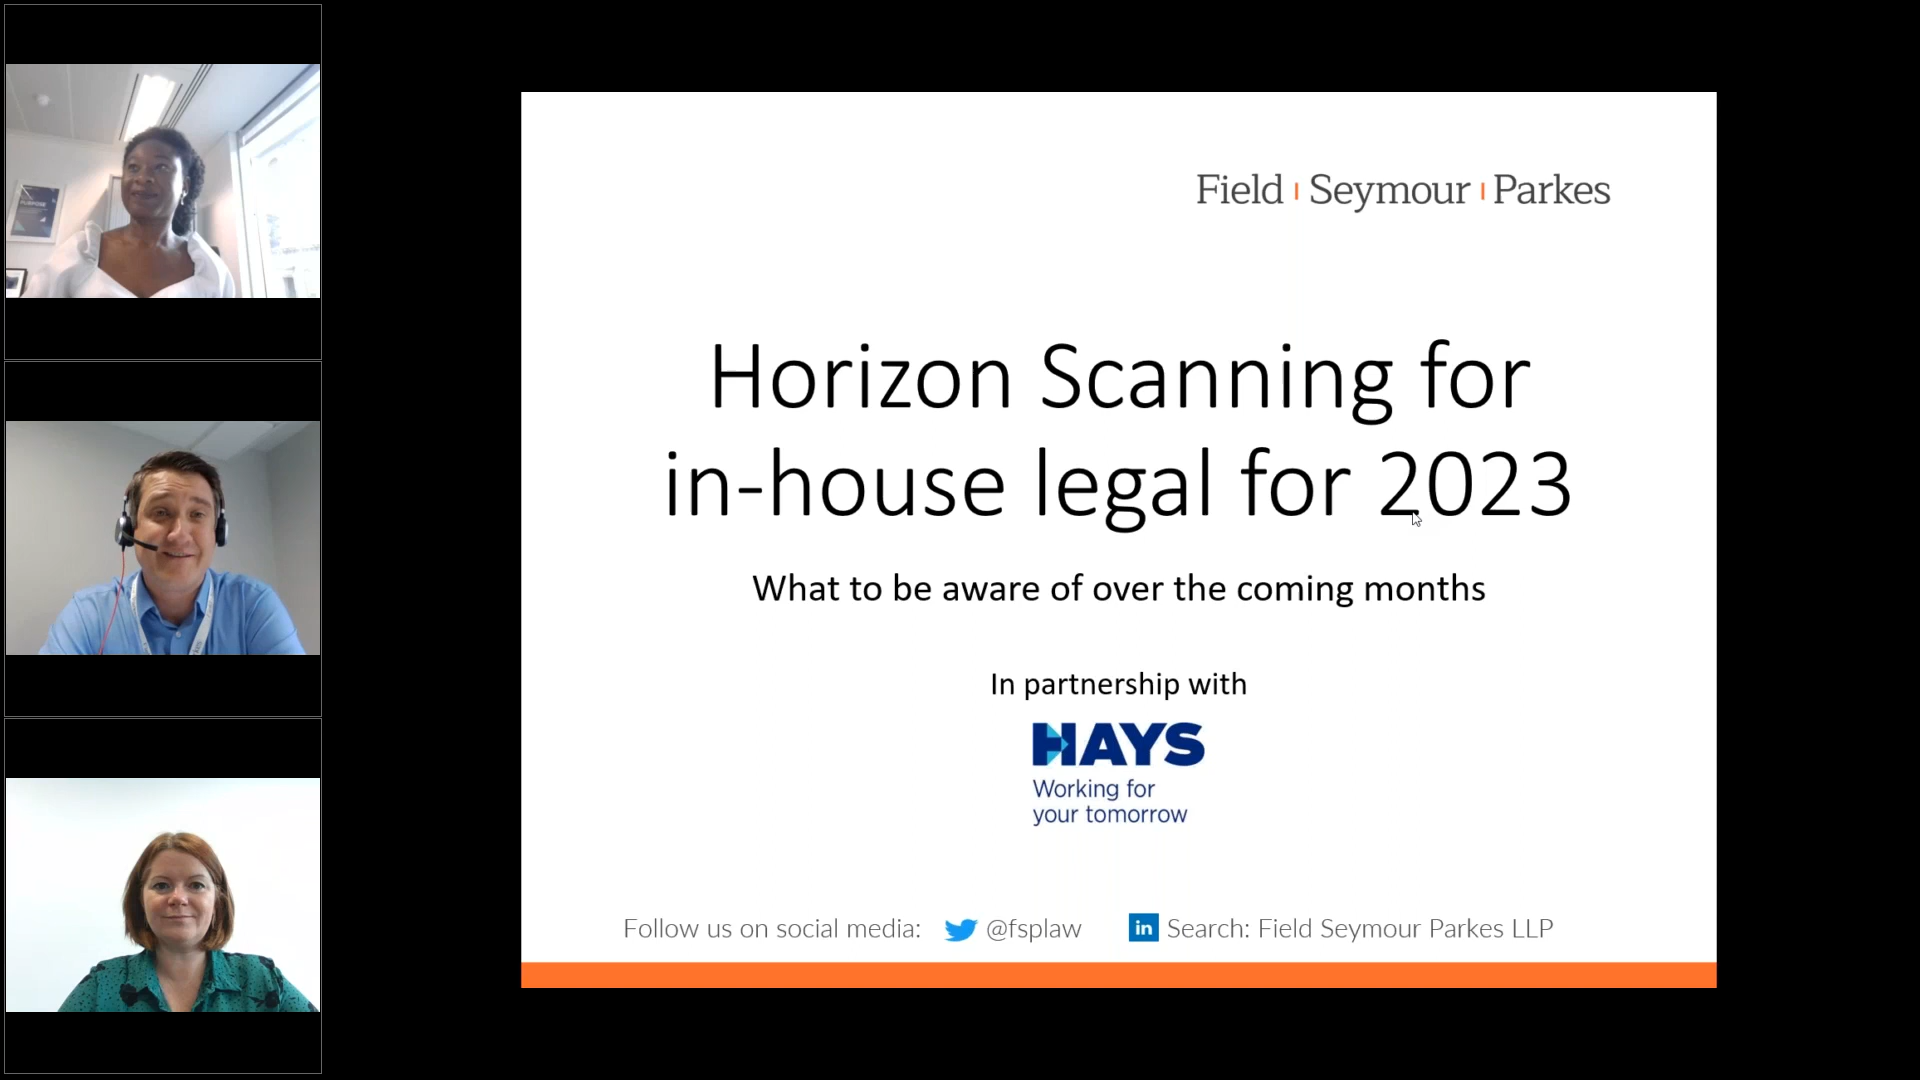 PURPOSE
Field Seymour Parkes
Horizon Scanning for
in-house legal for 2023
What to be aware of over the coming months
In partnership with
HAYS
Working for
your tomorrow
Follow us on social media: @fsplaw in Search: Field Seymour Parkes LLP